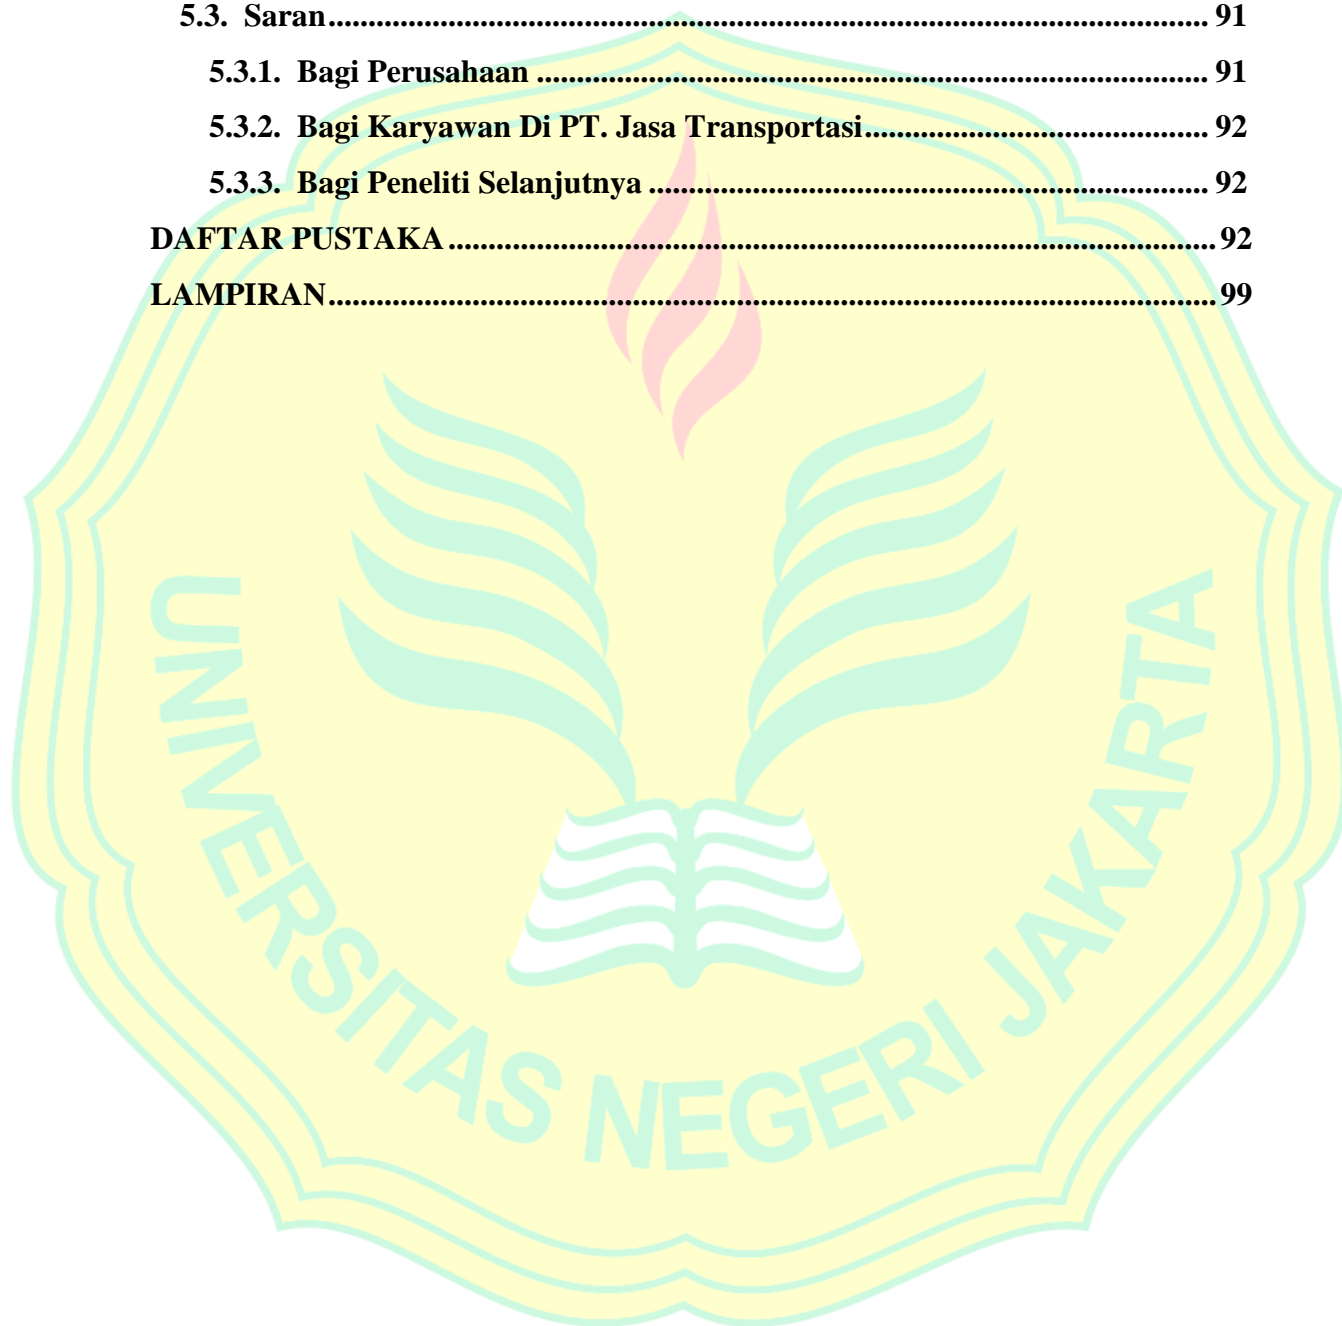 5.3. Saran.............................................................................................................. 91
5.3.1. Bagi Perusahaan .................................................................................... 91
5.3.2. Bagi Karyawan Di PT. Jasa Transportasi........................................... 92
5.3.3. Bagi Peneliti Selanjutnya ...................................................................... 92
DAFTAR PUSTAKA ................................................................................................ 92
LAMPIRAN............................................................................................................... 99
UNIVERSITAS NEGERI JAKARTA